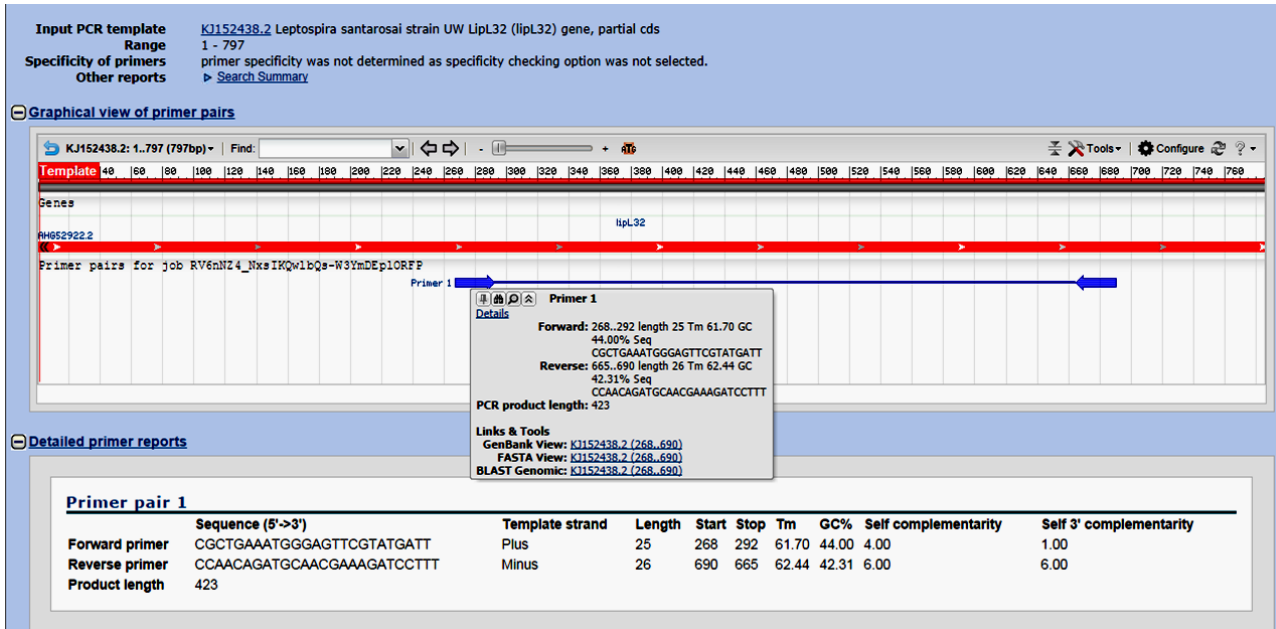 Input PCR template KJ152438.2 Leptospira santarosai strain UW LipL32 (lipL32) gene, partial cds
Range 1 - 797
Specificity of primers primer specificity was not determined as specificity checking option was not selected.
Other reports Search Summary
Graphical view of primer pairs
KJ152438.2: 1..797 (797bp) Find: - + ATG Tools Configure ?
Template 40 60 80 100 120 140 160 180 200 220 240 260 280 300 320 340 360 380 400 420 440 460 480 500 520 540 560 580 600 620 640 660 680 700 720 740 760
Genes
lipL32
AHG52922.2
Primer pairs for job RV6nNZ4_NxsIKQwlbQs-W3YmDEplORFP
Primer 1
Primer 1
Details
Forward: 268..292 length 25 Tm 61.70 GC
44.00% Seq
CGCTGAAATGGGAGTTCGTATGATT
Reverse: 665..690 length 26 Tm 62.44 GC
42.31% Seq
CCAACAGATGCAACGAAAGATCCTTT
PCR product length: 423
Links & Tools
GenBank View: KJ152438.2 (268..690)
FASTA View: KJ152438.2 (268..690)
BLAST Genomic: KJ152438.2 (268..690)
Detailed primer reports
Primer pair 1
Sequence (5'->3') Template strand Length Start Stop Tm GC% Self complementarity Self 3' complementarity
Forward primer CGCTGAAATGGGAGTTCGTATGATT Plus 25 268 292 61.70 44.00 4.00 1.00
Reverse primer CCAACAGATGCAACGAAAGATCCTTT Minus 26 690 665 62.44 42.31 6.00 6.00
Product length 423